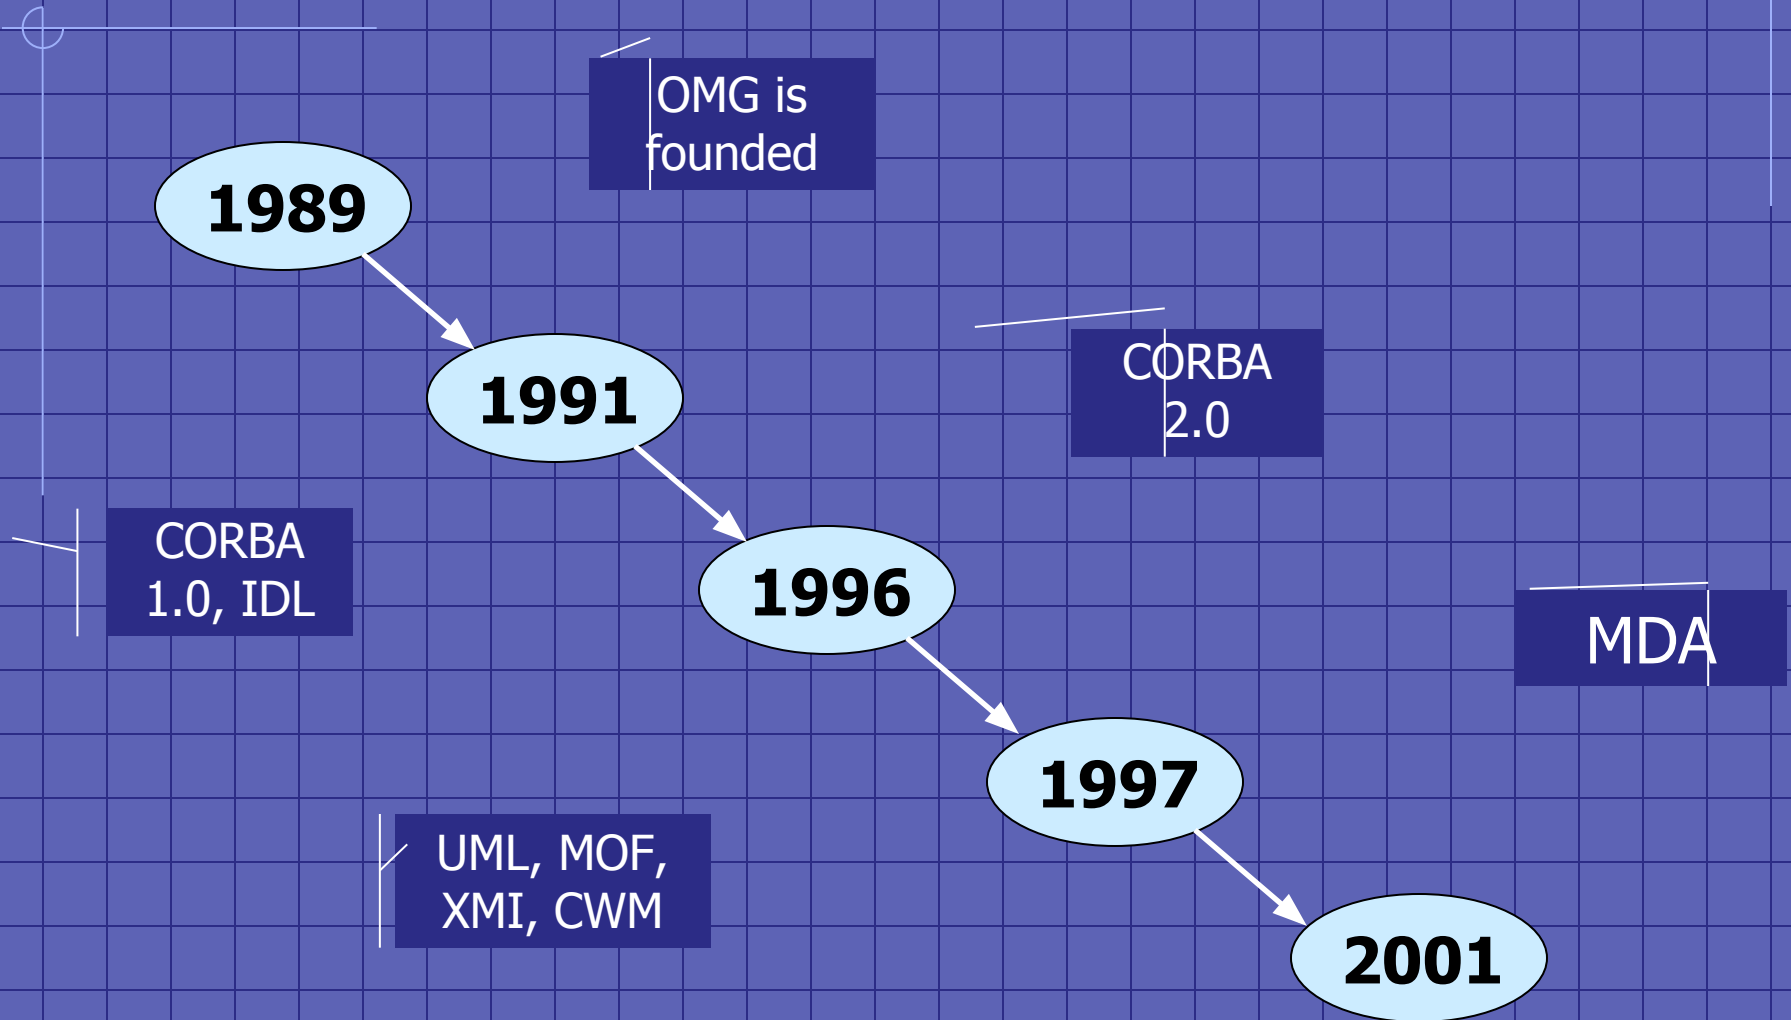 OMG is
founded
1989
CORBA
2.0
1991
CORBA
1.0, IDL
1996
MDA
1997
UML, MOF,
XMI, CWM
2001